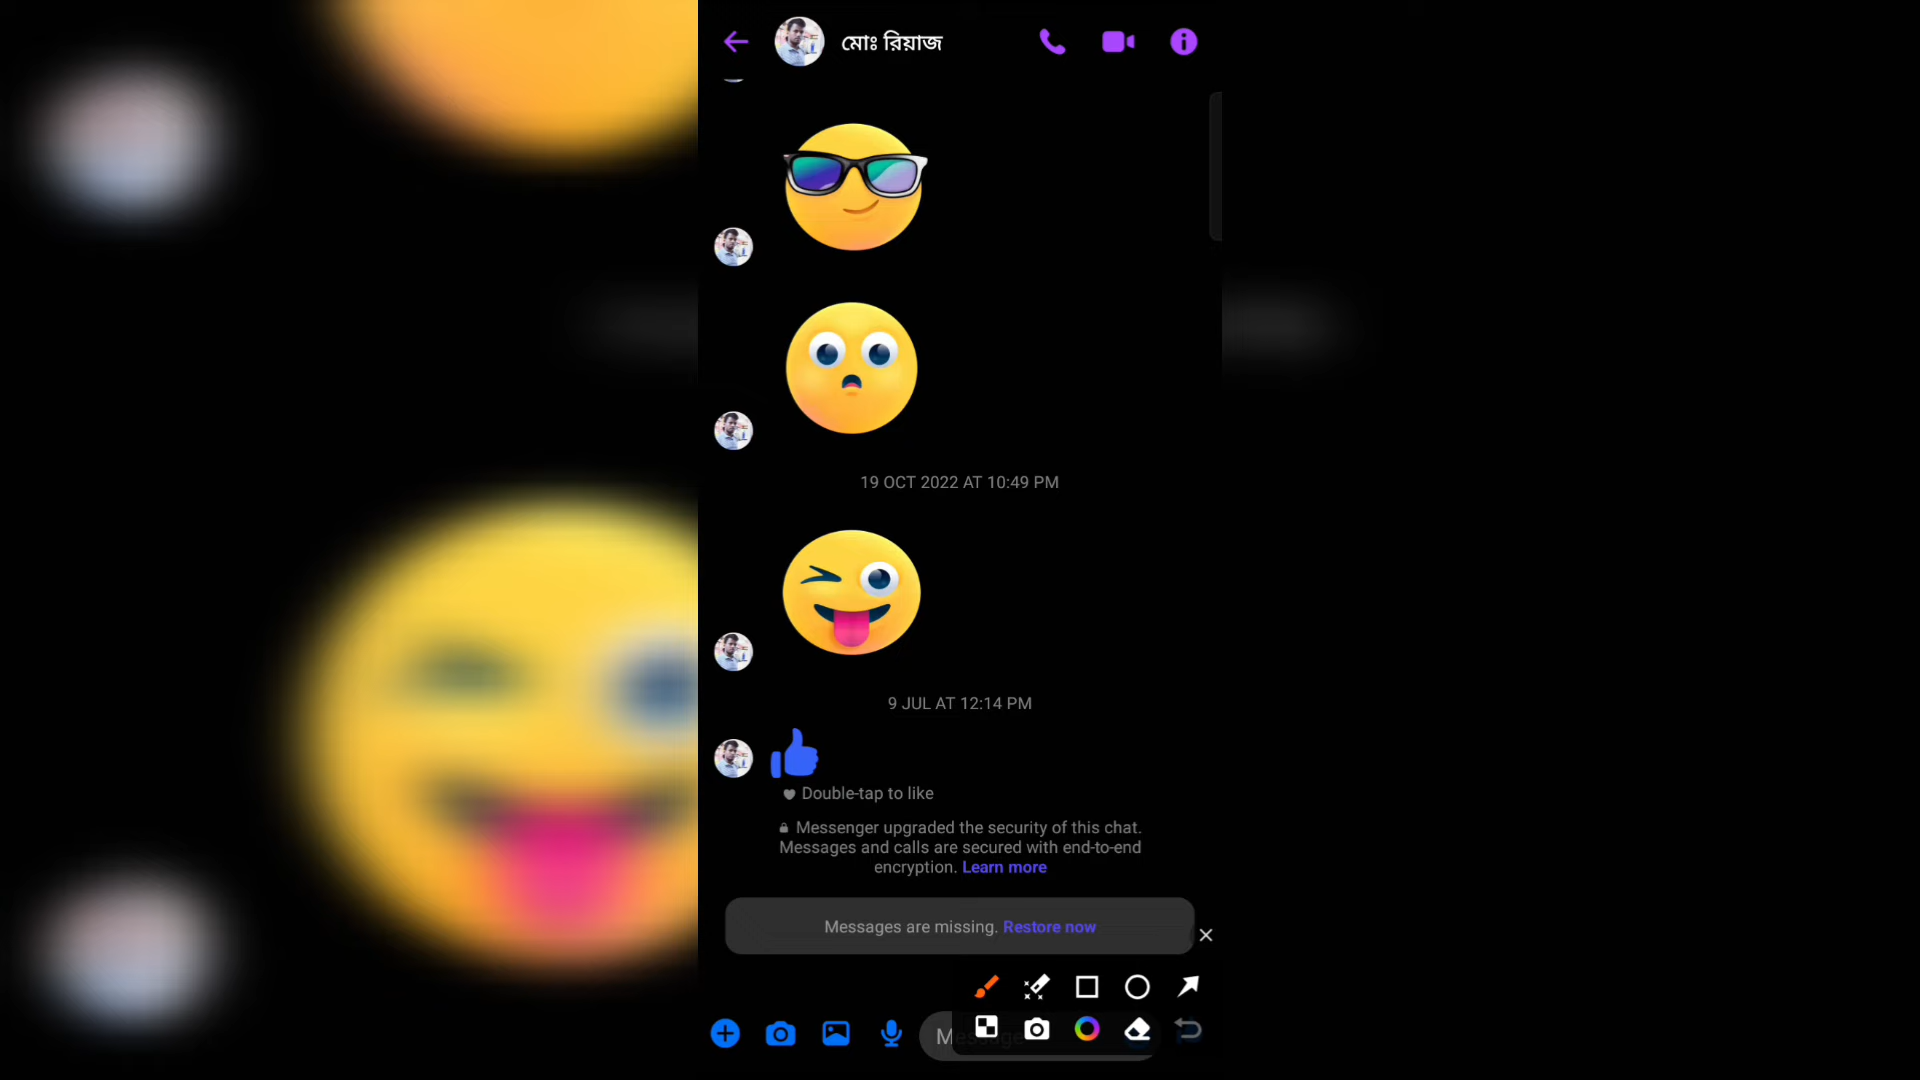 মোঃ রিয়াজ
19 OCT 2022 AT 10:49 PM
9 JUL AT 12:14 PM
Double-tap to like
Messenger upgraded the security of this chat.
Messages and calls are secured with end-to-end
encryption. Learn more
Messages are missing. Restore now
Message